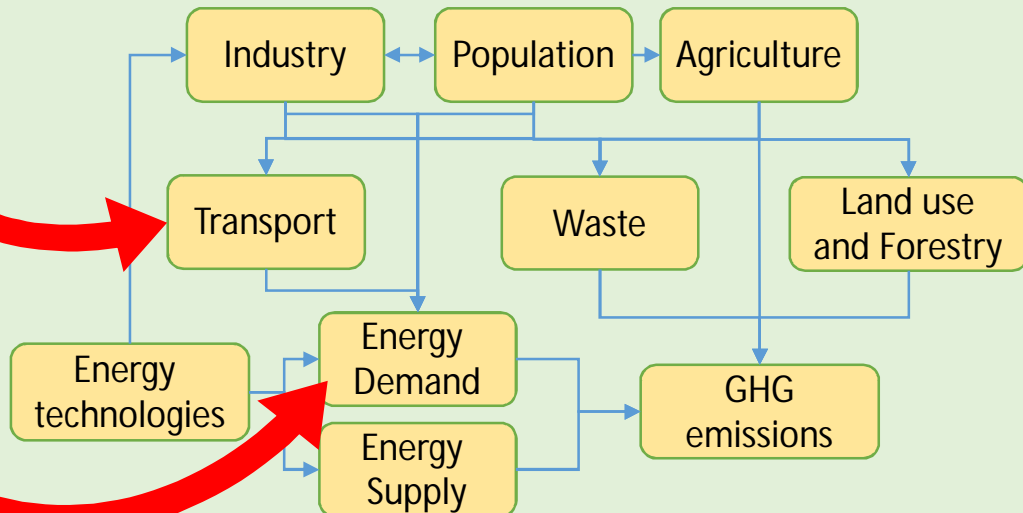 Industry
Population
Agriculture
Transport
Waste
Land use
and Forestry
Energy
technologies
Energy
Demand
GHG
emissions
Energy
Supply